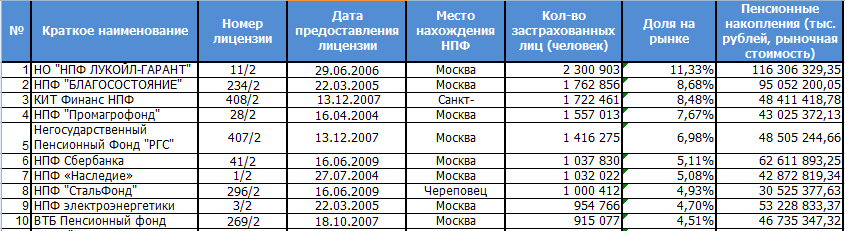 № Краткое наименование Номер лицензии Дата предоставления лицензии Место нахождения НПФ Кол-во застрахованных лиц (человек) Доля на рынке Пенсионные накопления (тыс. рублей, рыночная стоимость)
1 НО "НПФ ЛУКОЙЛ-ГАРАНТ" 11/2 29.06.2006 Москва 2 300 903 11,33% 116 306 329,35
2 НПФ "БЛАГОСОСТОЯНИЕ" 234/2 22.03.2005 Москва 1 762 856 8,68% 95 052 200,05
3 КИТ Финанс НПФ 408/2 13.12.2007 Санкт- 1 722 461 8,48% 48 411 418,78
4 НПФ "Промагрофонд" 28/2 16.04.2004 Москва 1 557 013 7,67% 43 025 372,13
5 Негосударственный Пенсионный Фонд "РГС" 407/2 13.12.2007 Москва 1 416 275 6,98% 48 505 244,66
6 НПФ Сбербанка 41/2 16.06.2009 Москва 1 037 830 5,11% 62 611 893,25
7 НПФ «Наследие» 1/2 27.07.2004 Москва 1 032 022 5,08% 42 872 819,34
8 НПФ "СтальФонд" 296/2 16.06.2009 Череповец 1 000 412 4,93% 30 525 377,63
9 НПФ электроэнергетики 3/2 22.03.2005 Москва 954 766 4,70% 53 228 833,37
10 ВТБ Пенсионный фонд 269/2 18.10.2007 Москва 915 077 4,51% 46 735 347,32